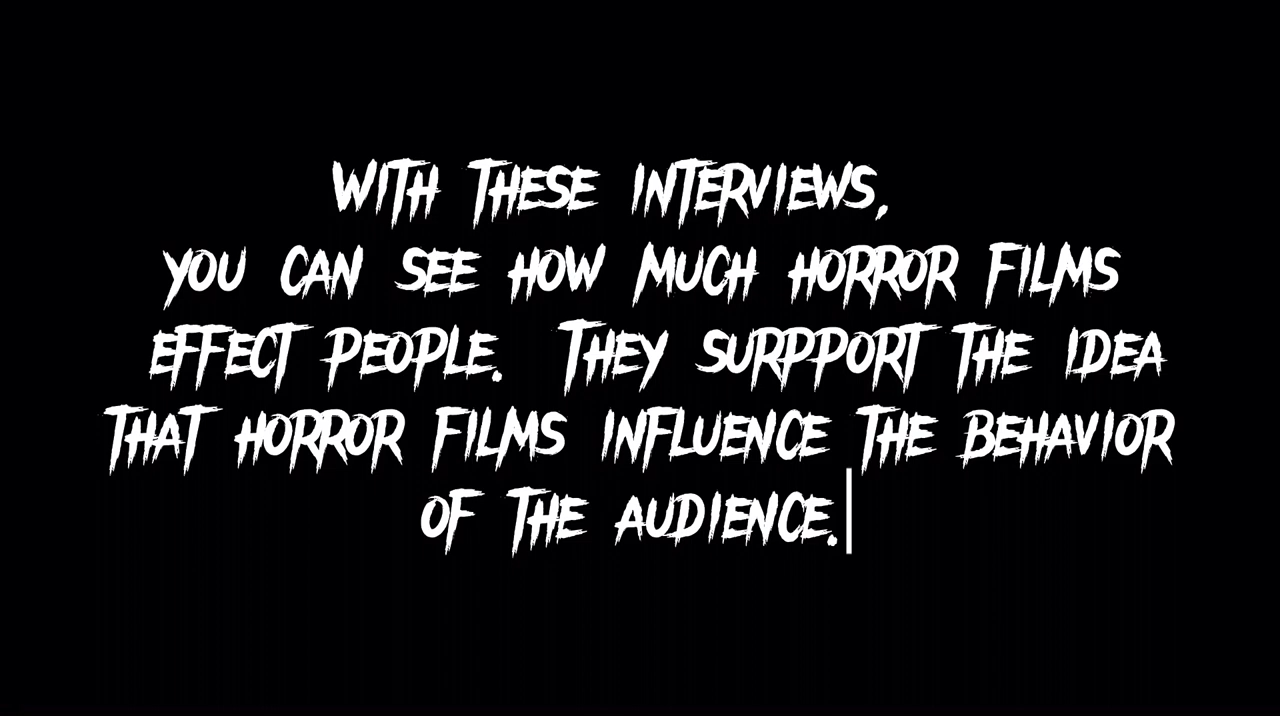 WITH THESE INTERVIEWS,
YOU CAN SEE HOW MUCH HORROR FILMS
EFFECT PEOPLE. THEY SURPPORT THE IDEA
THAT HORROR FILMS INFLUENCE THE BEHAVIOR
OF THE AUDIENCE.